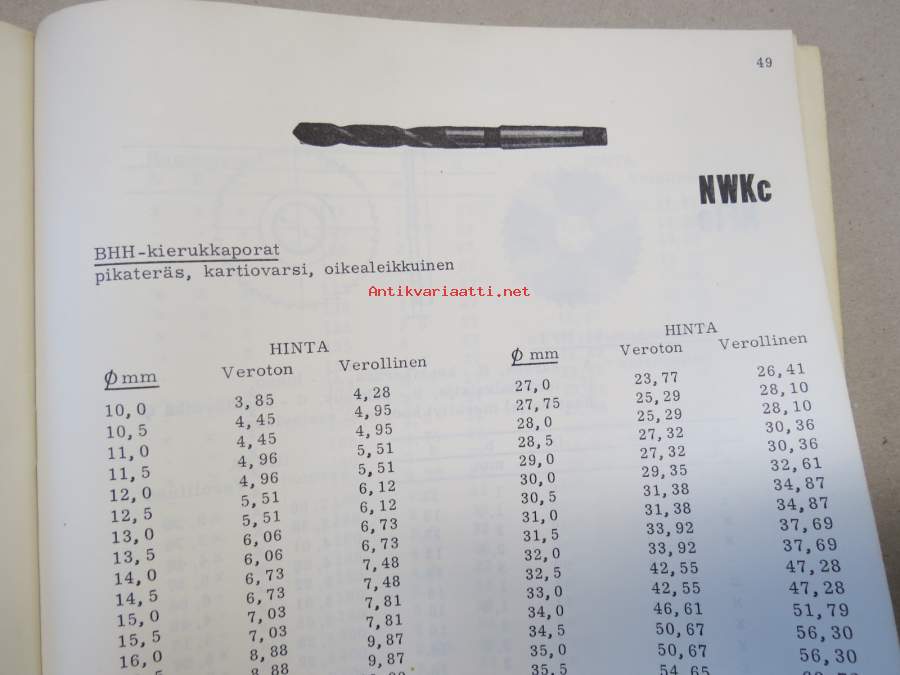 49
NWKc
BHH-kierukkaporat
pikateräs, kartiovarsi, oikealeikkuinen
Antikvariaatti.net
HINTA HINTA
Ø mm Veroton Verollinen Ø mm Veroton Verollinen
10,0 3,85 4,28 27,0 23,77 26,41
10,5 4,45 4,95 27,75 25,29 28,10
11,0 4,45 4,95 28,0 25,29 28,10
11,5 4,96 5,51 28,5 27,32 30,36
12,0 4,96 5,51 29,0 27,32 30,36
12,5 5,51 6,12 30,0 29,35 32,61
13,0 5,51 6,12 30,5 31,38 34,87
13,5 6,06 6,73 31,0 31,38 34,87
14,0 6,06 6,73 31,5 33,92 37,69
14,5 6,73 7,48 32,0 33,92 37,69
15,0 6,73 7,48 32,5 42,55 47,28
15,5 7,03 7,81 33,0 42,55 47,28
16,0 7,03 7,81 34,0 46,61 51,79
8,88 9,87 34,5 50,67 56,30
8,88 9,87 35,0 50,67 56,30
35,5 54,65